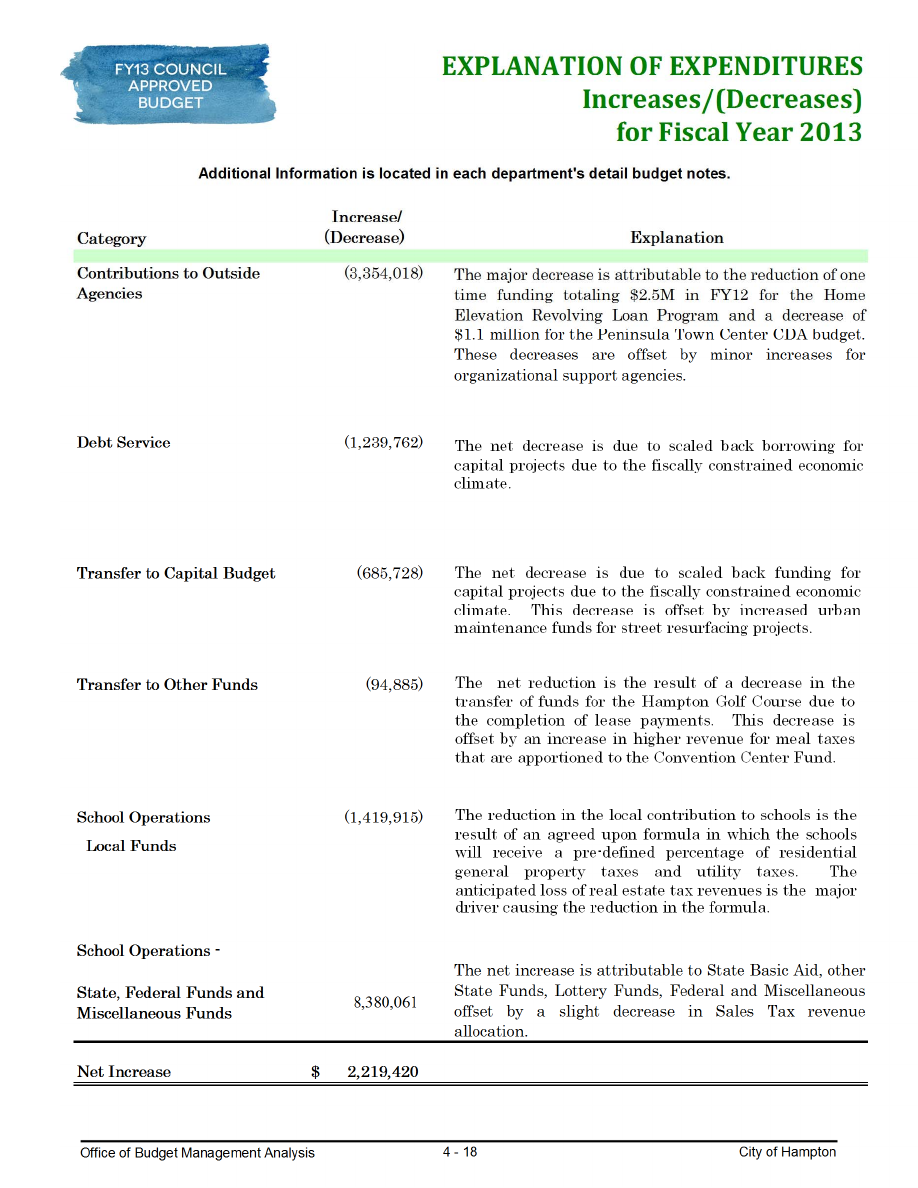 FY13 COUNCIL
APPROVED
BUDGET
EXPLANATION OF EXPENDITURES
Increases/(Decreases)
for Fiscal Year 2013
Additional Information is located in each department's detail budget notes.
Category
Increase/
(Decrease)
Explanation
Contributions to Outside
Agencies
(3,354,018)
The major decrease is attributable to the reduction of one
time funding totaling $2.5M in FY12 for the Home
Elevation Revolving Loan Program and a decrease of
$1.1 million for the Peninsula Town Center CDA budget.
These decreases are offset by minor increases for
organizational support agencies.
Debt Service
(1,239,762)
The net decrease is due to scaled back borrowing for
capital projects due to the fiscally constrained economic
climate.
Transfer to Capital Budget
(685,728)
The net decrease is due to scaled back funding for
capital projects due to the fiscally constrained economic
climate. This decrease is offset by increased urban
maintenance funds for street resurfacing projects.
Transfer to Other Funds
(94,885)
The net reduction is the result of a decrease in the
transfer of funds for the Hampton Golf Course due to
the completion of lease payments. This decrease is
offset by an increase in higher revenue for meal taxes
that are apportioned to the Convention Center Fund.
School Operations
Local Funds
(1,419,915)
The reduction in the local contribution to schools is the
result of an agreed upon formula in which the schools
will receive a pre-defined percentage of residential
general property taxes and utility taxes. The
anticipated loss of real estate tax revenues is the major
driver causing the reduction in the formula.
School Operations -
State, Federal Funds and
Miscellaneous Funds
8,380,061
The net increase is attributable to State Basic Aid, other
State Funds, Lottery Funds, Federal and Miscellaneous
offset by a slight decrease in Sales Tax revenue
allocation.
Net Increase $ 2,219,420
Office of Budget Management Analysis 4 - 18 City of Hampton